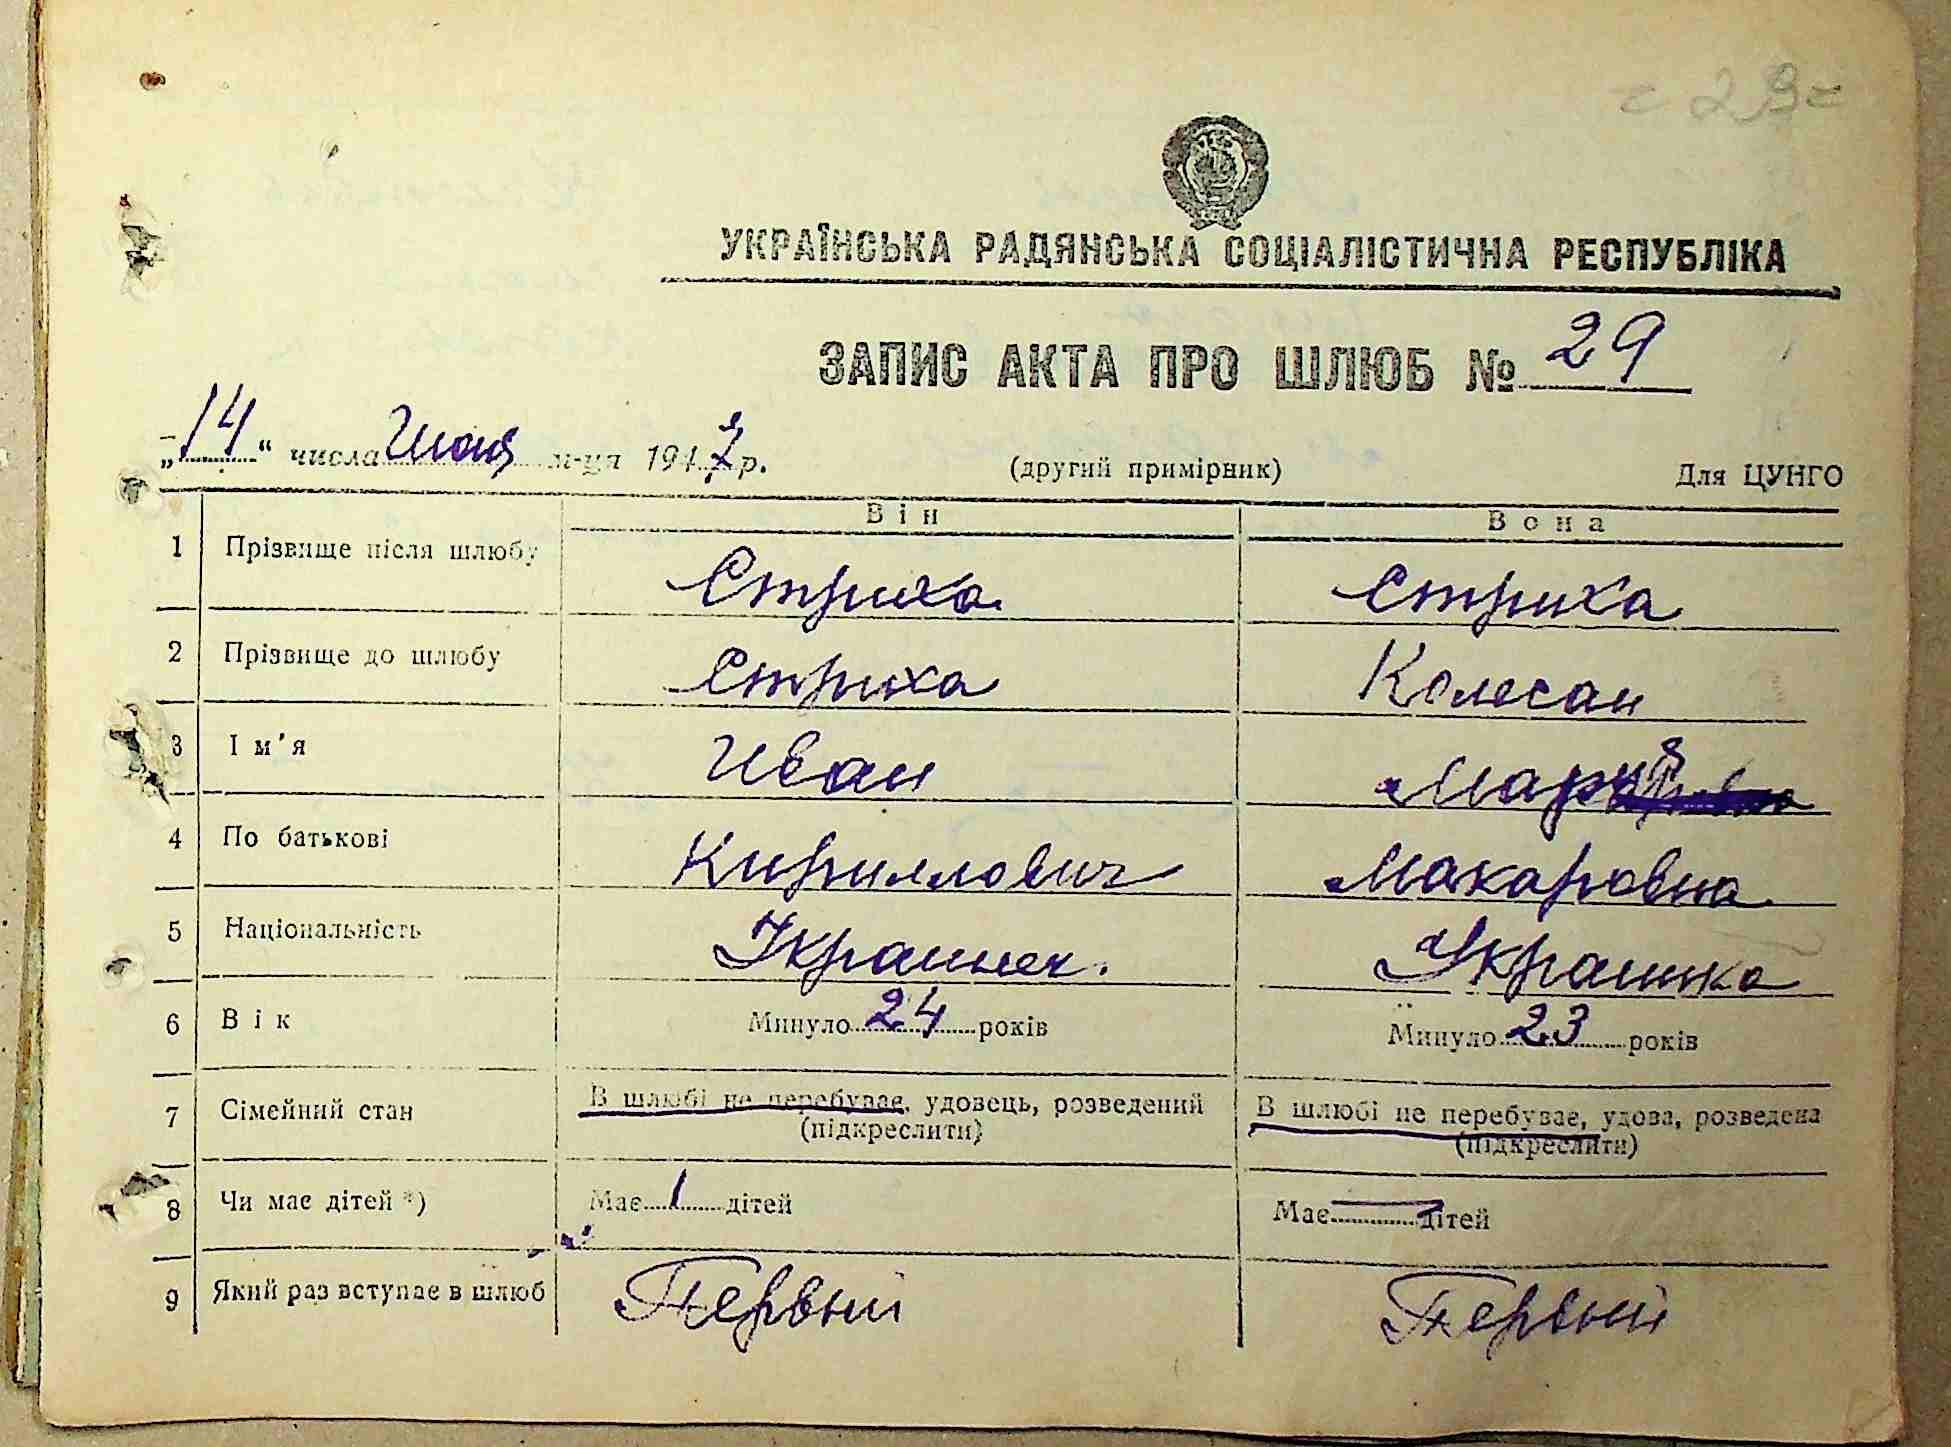 29
УКРАЇНСЬКА РАДЯНСЬКА СОЦІАЛІСТИЧНА РЕСПУБЛІКА
ЗАПИС АКТА ПРО ШЛЮБ № 29
„14“ числа м-ця 1947 р. (другий примірник) Для ЦУНГО
Він Вона
1 Прізвище після шлюбу Стриха Стриха
2 Прізвище до шлюбу Стриха Колесан
3 Ім'я Иван Мария
4 По батькові Кириллович Макаровна
5 Національність Украинец. Украинка
6 Вік Минуло 24 років Минуло 23 років
7 Сімейний стан В шлюбі не перебуває, удовець, розведений В шлюбі не перебуває, удова, розведена
(підкреслити) (підкреслити)
8 Чи має дітей *) Має 1 дітей Має — дітей
9 Який раз вступає в шлюб Первый Первый